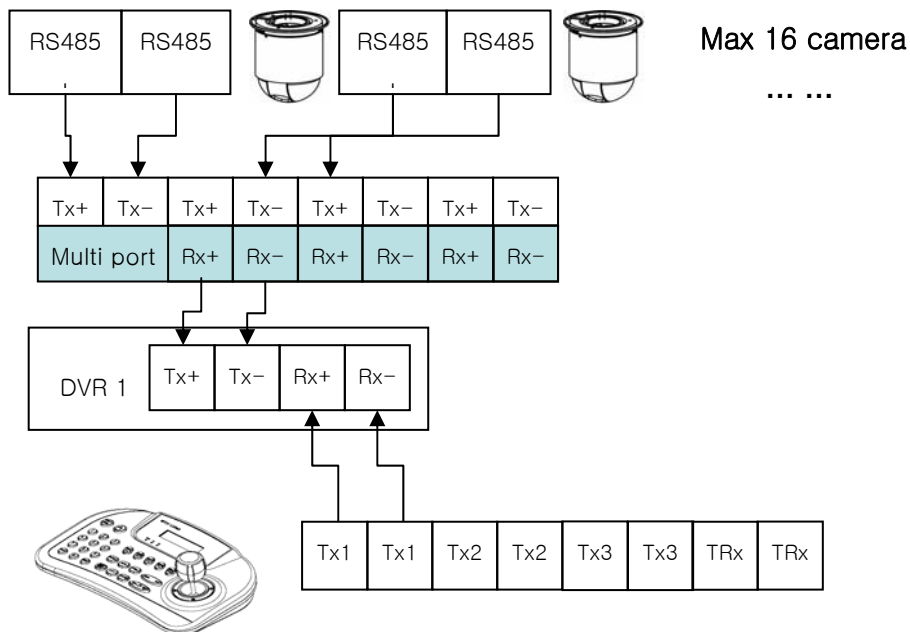 RS485 RS485 RS485 RS485 Max 16 camera
... ...
Tx+ Tx− Tx+ Tx− Tx+ Tx− Tx+ Tx−
Multi port Rx+ Rx− Rx+ Rx− Rx+ Rx−
DVR 1 Tx+ Tx− Rx+ Rx−
Tx1 Tx1 Tx2 Tx2 Tx3 Tx3 TRx TRx